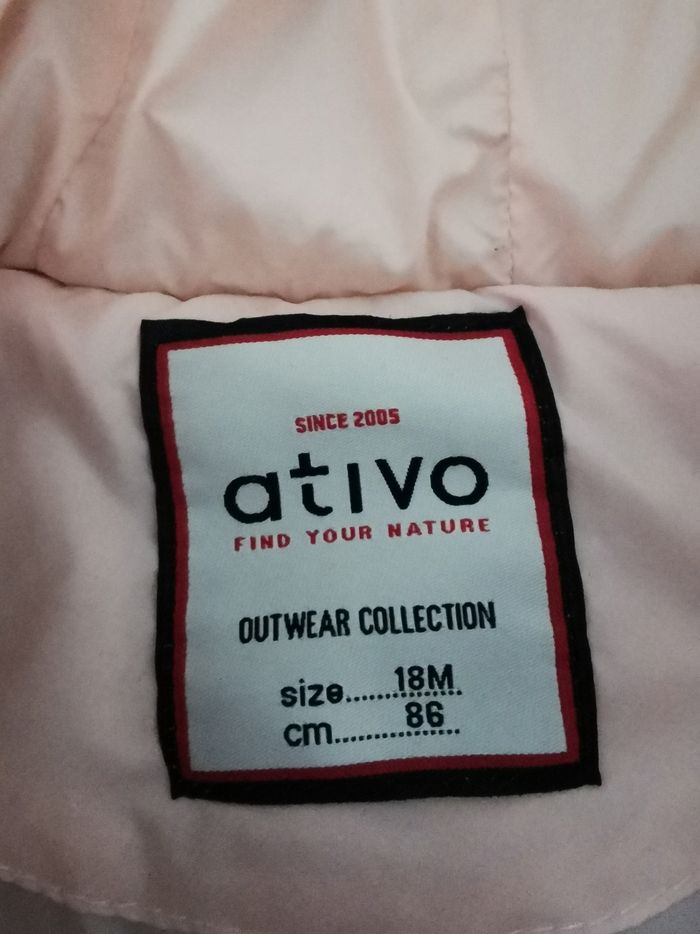 SINCE 2005
ativo
FIND YOUR NATURE
OUTWEAR COLLECTION
size......18M
cm...........86